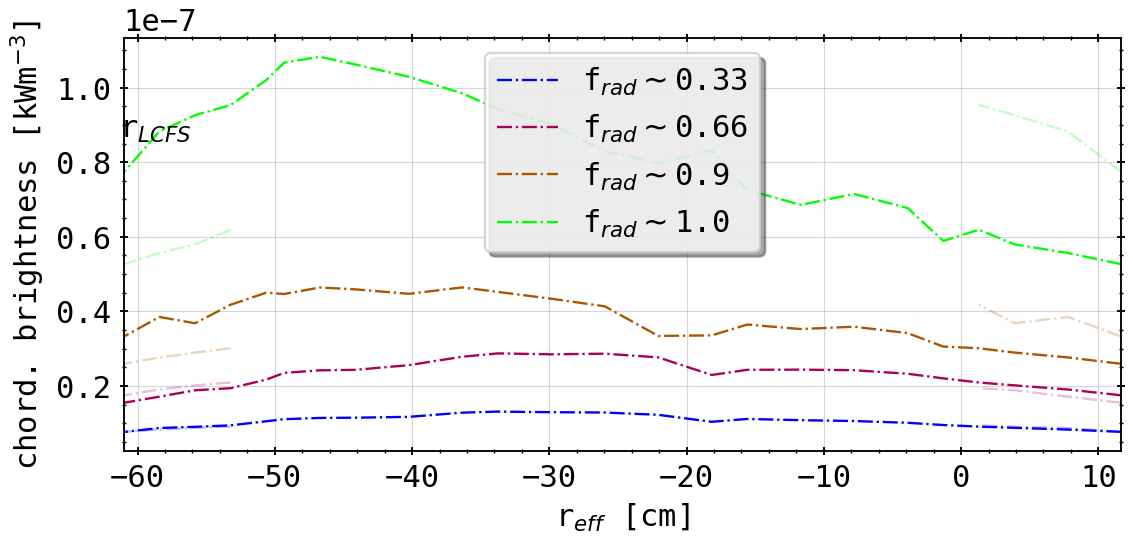 1e−7
chord. brightness [kWm⁻³]
1.0
0.8
0.6
0.4
0.2
r_LCFS
f_rad ∼ 0.33
f_rad ∼ 0.66
f_rad ∼ 0.9
f_rad ∼ 1.0
−60 −50 −40 −30 −20 −10 0 10
r_eff [cm]